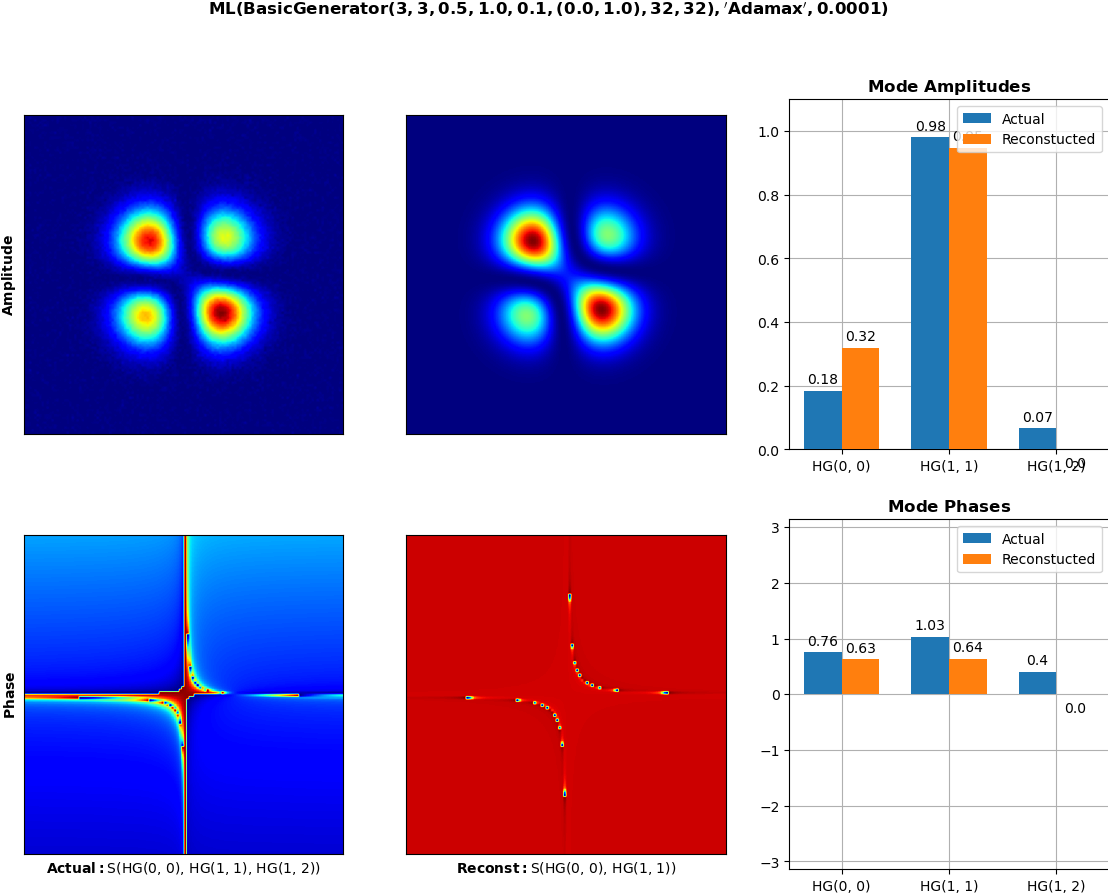 ML(BasicGenerator(3, 3, 0.5, 1.0, 0.1, (0.0, 1.0), 32, 32), 'Adamax', 0.0001)
Amplitude
Mode Amplitudes
Actual
Reconstucted
1.0
0.8
0.6
0.4
0.2
0.0
0.18
0.32
0.98
0.07
0.0
HG(0, 0)
HG(1, 1)
HG(1, 2)
Phase
Actual: S(HG(0, 0), HG(1, 1), HG(1, 2))
Reconst: S(HG(0, 0), HG(1, 1))
Mode Phases
Actual
Reconstucted
3
2
1
0
−1
−2
−3
0.76
0.63
1.03
0.64
0.4
0.0
HG(0, 0)
HG(1, 1)
HG(1, 2)